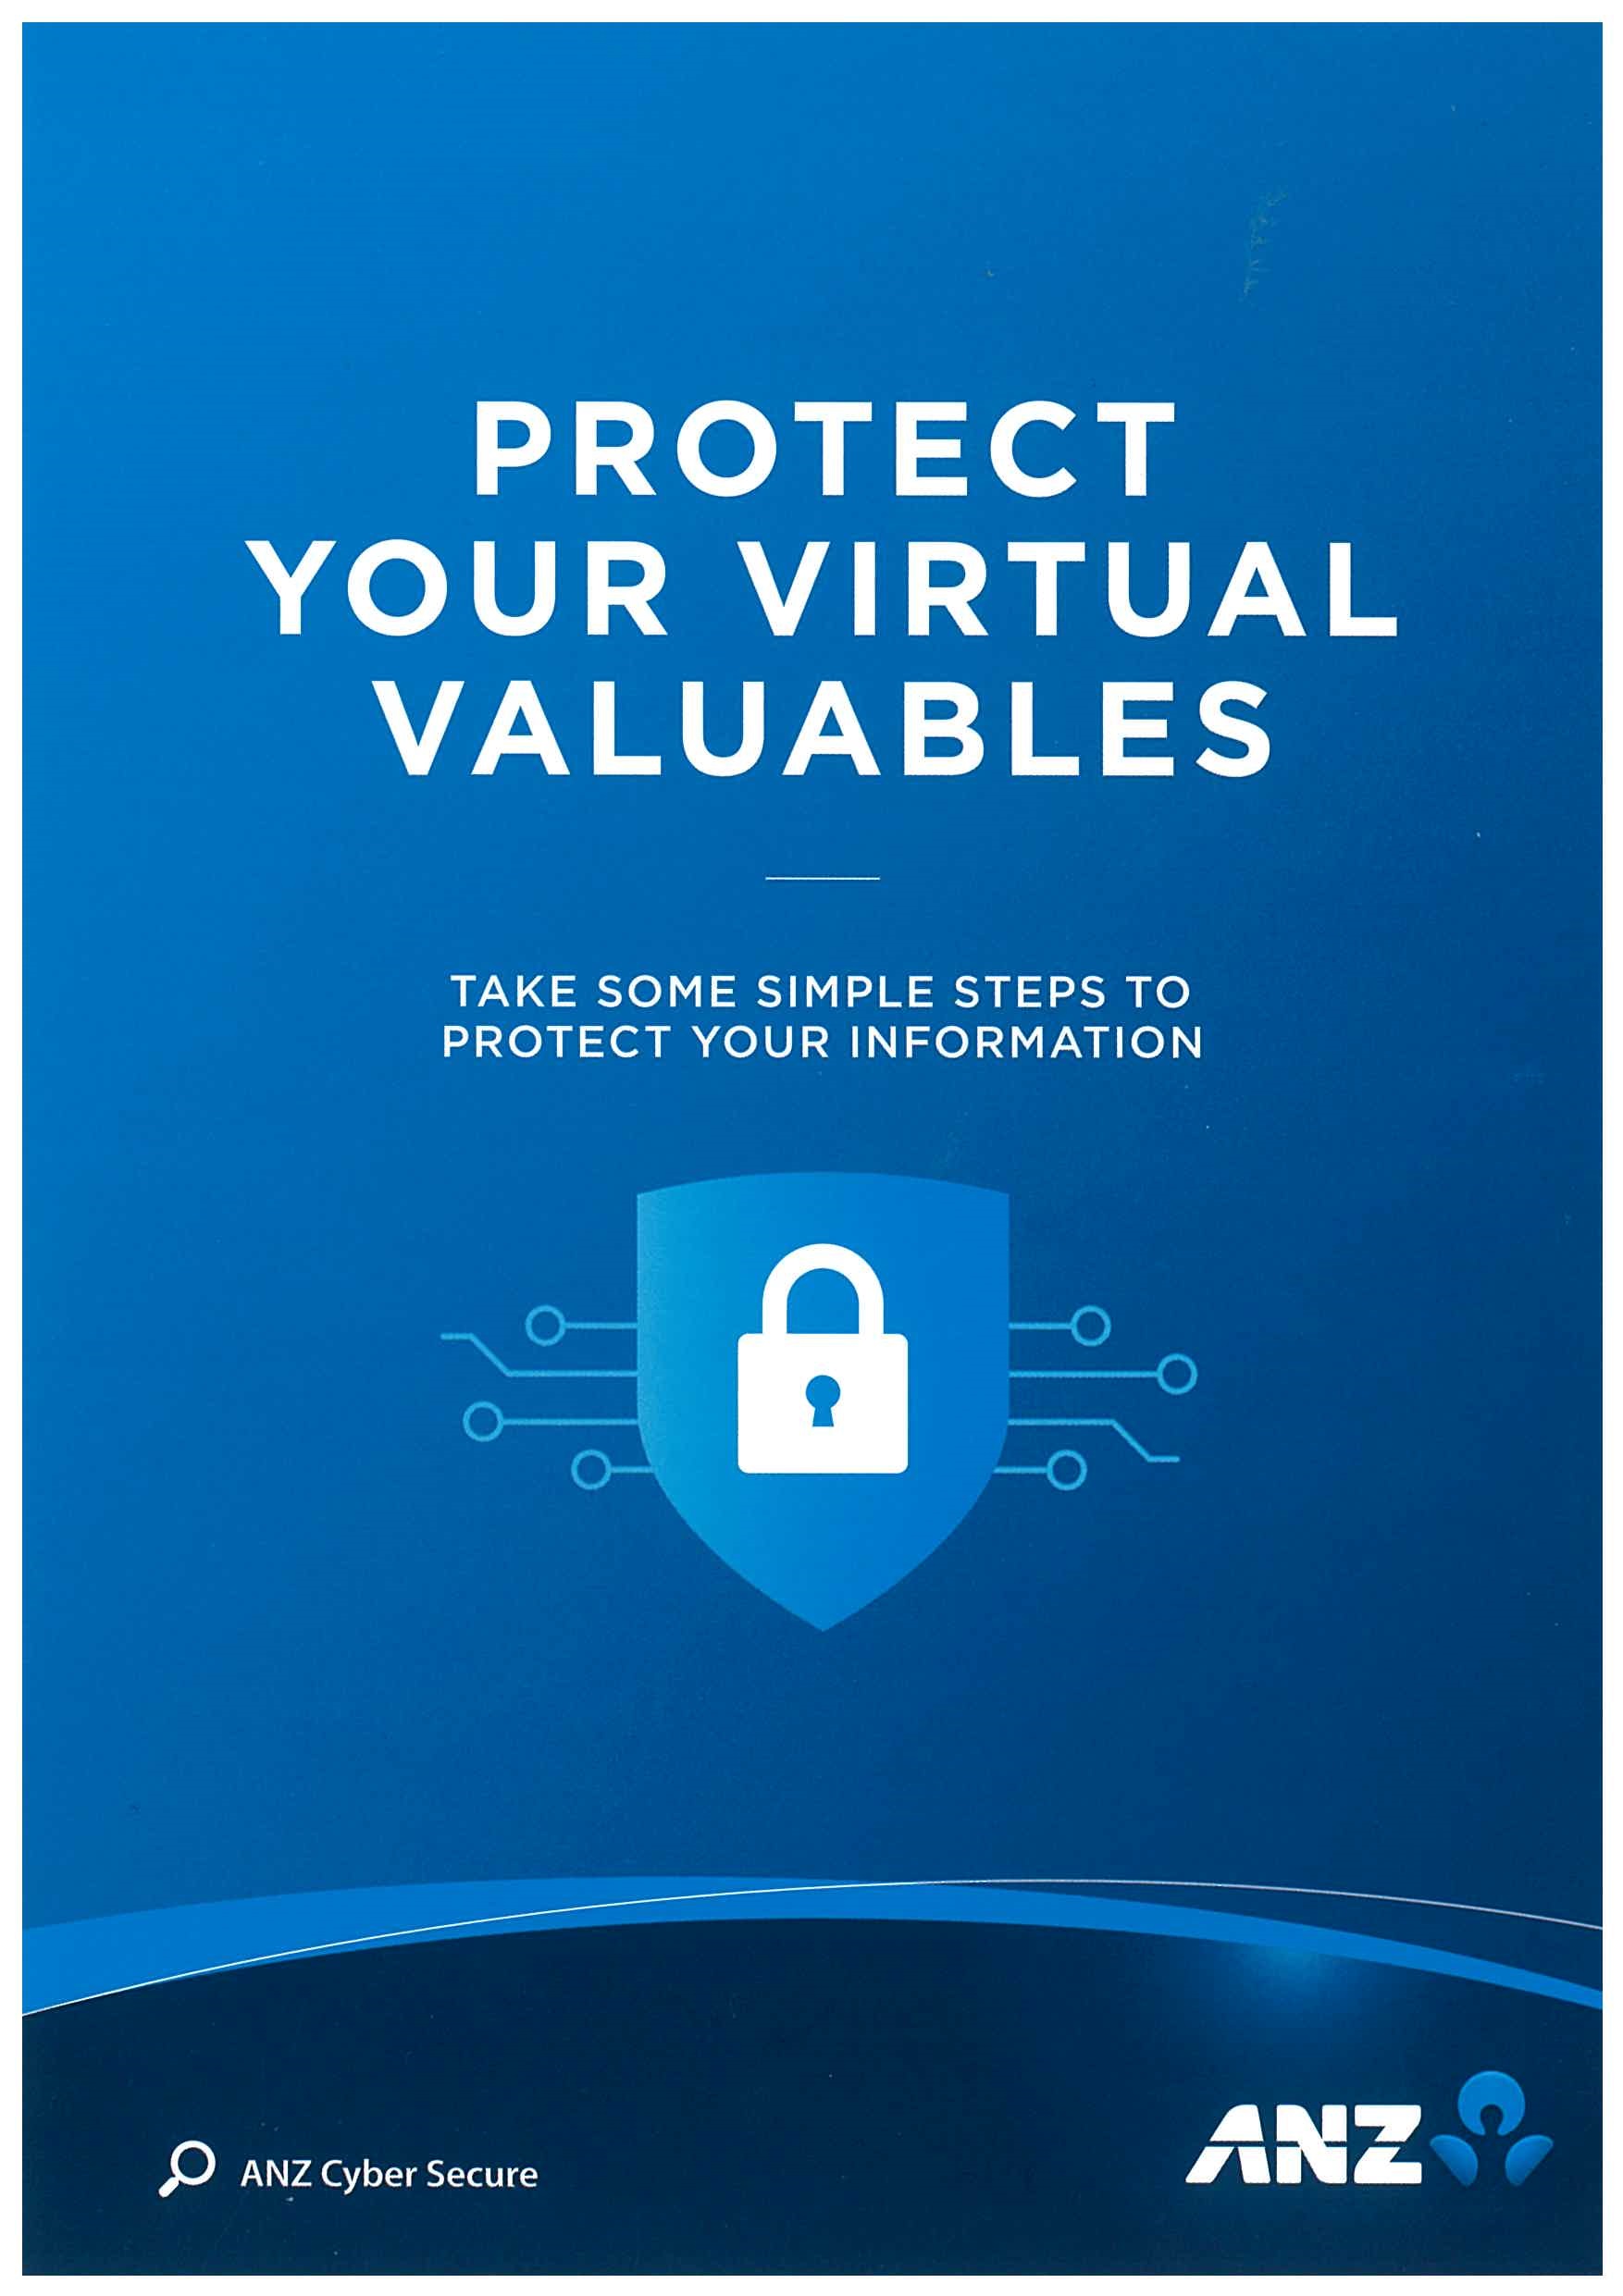 PROTECT
YOUR VIRTUAL
VALUABLES
TAKE SOME SIMPLE STEPS TO
PROTECT YOUR INFORMATION
ANZ Cyber Secure
ANZ